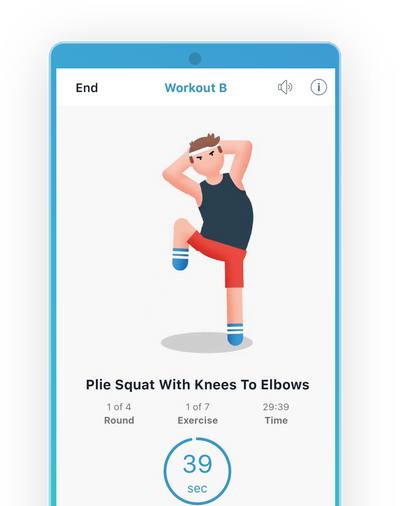 End Workout B i
Plie Squat With Knees To Elbows
1 of 4 1 of 7 29:39
Round Exercise Time
39
sec